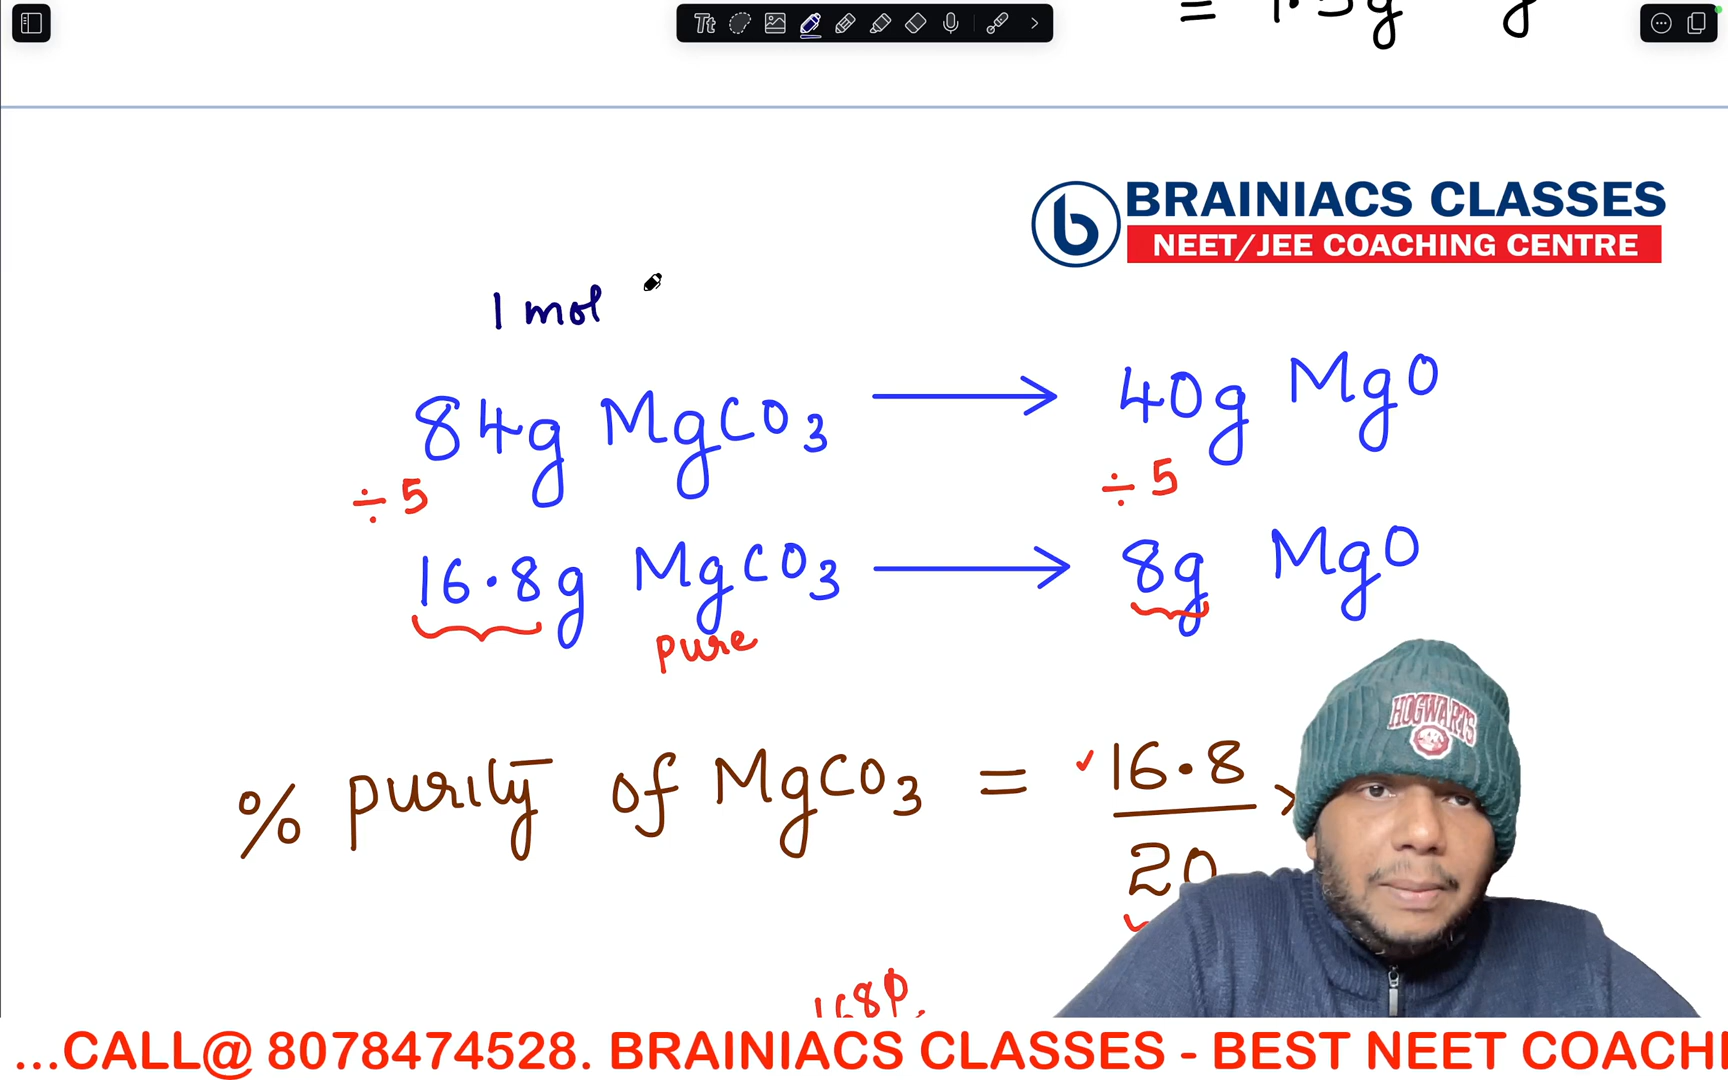 BRAINIACS CLASSES
NEET/JEE COACHING CENTRE
1 mol
84g MgCO₃ ⟶ 40g MgO
÷ 5 ÷ 5
16.8g MgCO₃ ⟶ 8g MgO
pure
% purity of MgCO₃ = 16.8
20
HOGWARTS
...CALL@ 8078474528. BRAINIACS CLASSES - BEST NEET COACHI